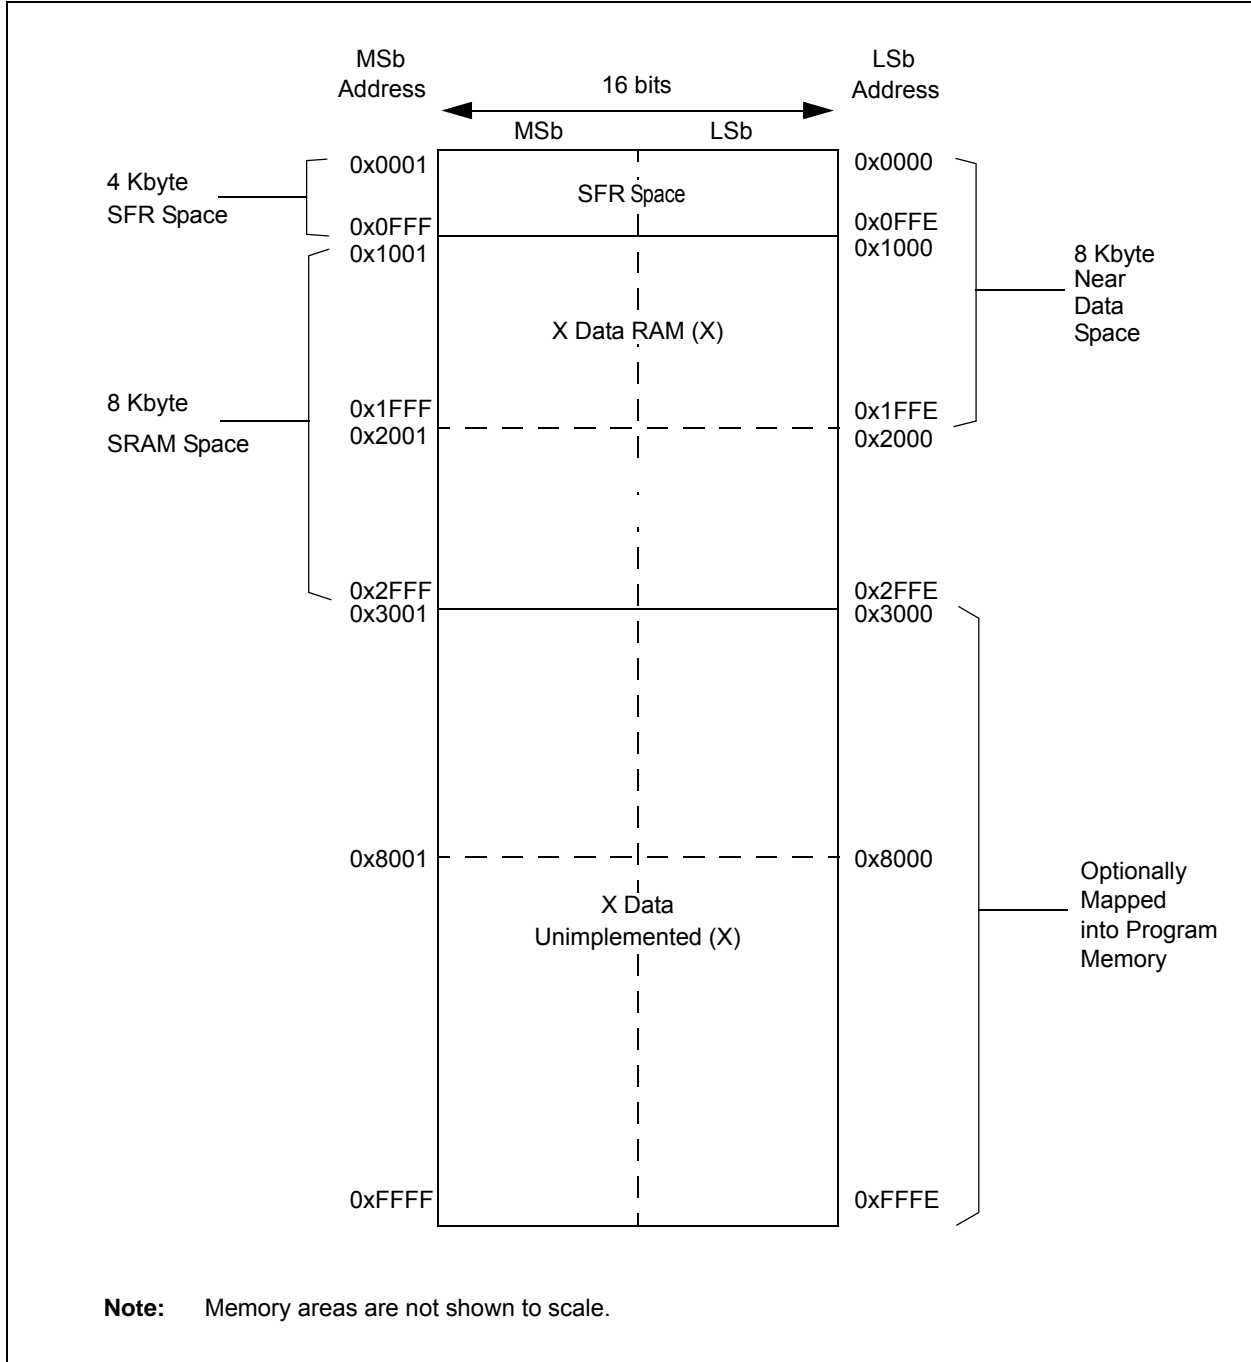 MSb
Address
16 bits
LSb
Address
MSb
LSb
4 Kbyte
SFR Space
0x0001
0x0FFF
0x1001
SFR Space
0x0000
0x0FFE
0x1000
8 Kbyte
Near
Data
Space
X Data RAM (X)
8 Kbyte
SRAM Space
0x1FFF
0x2001
0x1FFE
0x2000
0x2FFF
0x3001
0x2FFE
0x3000
0x8001
0x8000
X Data
Unimplemented (X)
Optionally
Mapped
into Program
Memory
0xFFFF
0xFFFE
Note: Memory areas are not shown to scale.